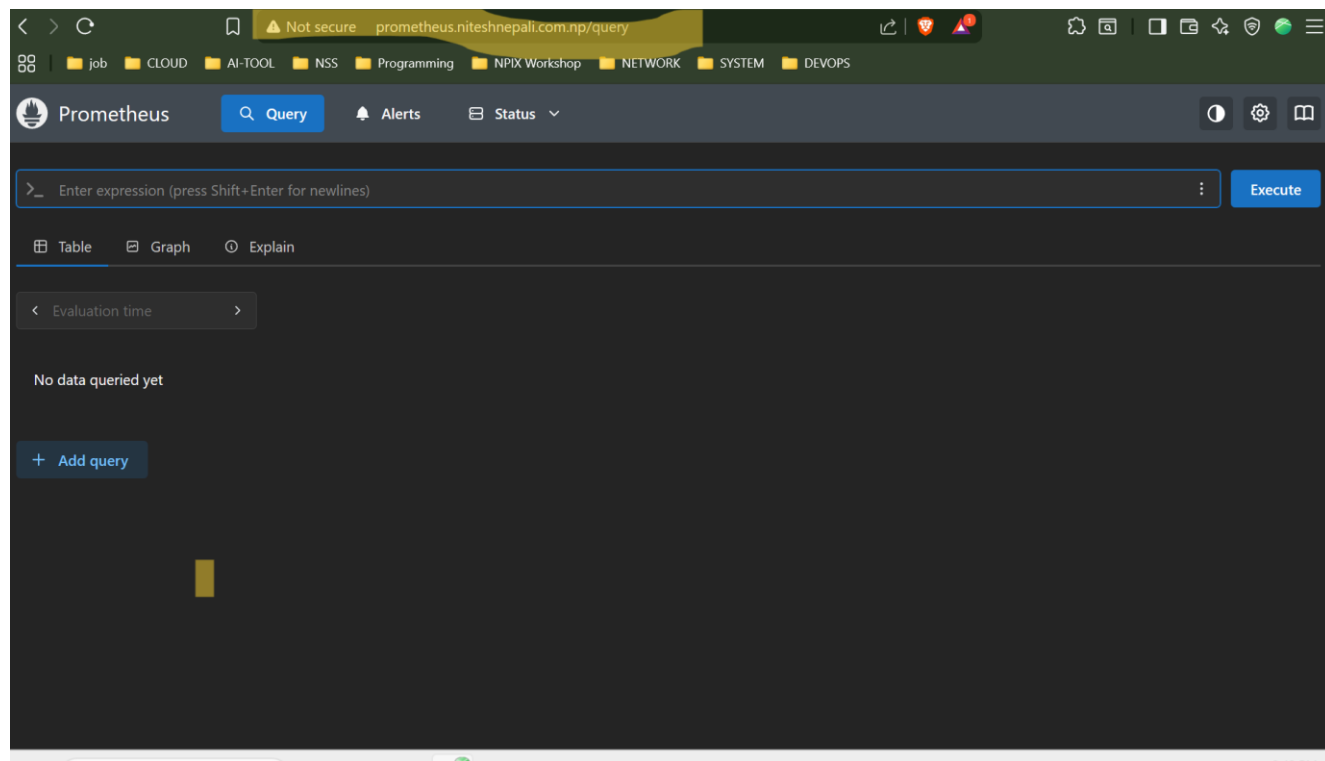 Not secure prometheus.niteshnepali.com.np/query
job CLOUD AI-TOOL NSS Programming NPIX Workshop NETWORK SYSTEM DEVOPS
Prometheus Query Alerts Status
>_ Enter expression (press Shift+Enter for newlines) Execute
Table Graph Explain
< Evaluation time >
No data queried yet
+ Add query